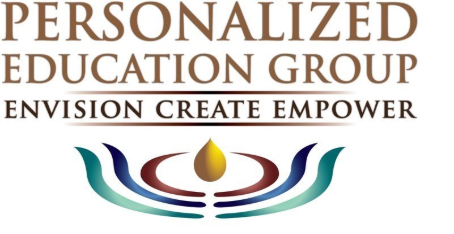 PERSONALIZED
EDUCATION GROUP
ENVISION CREATE EMPOWER